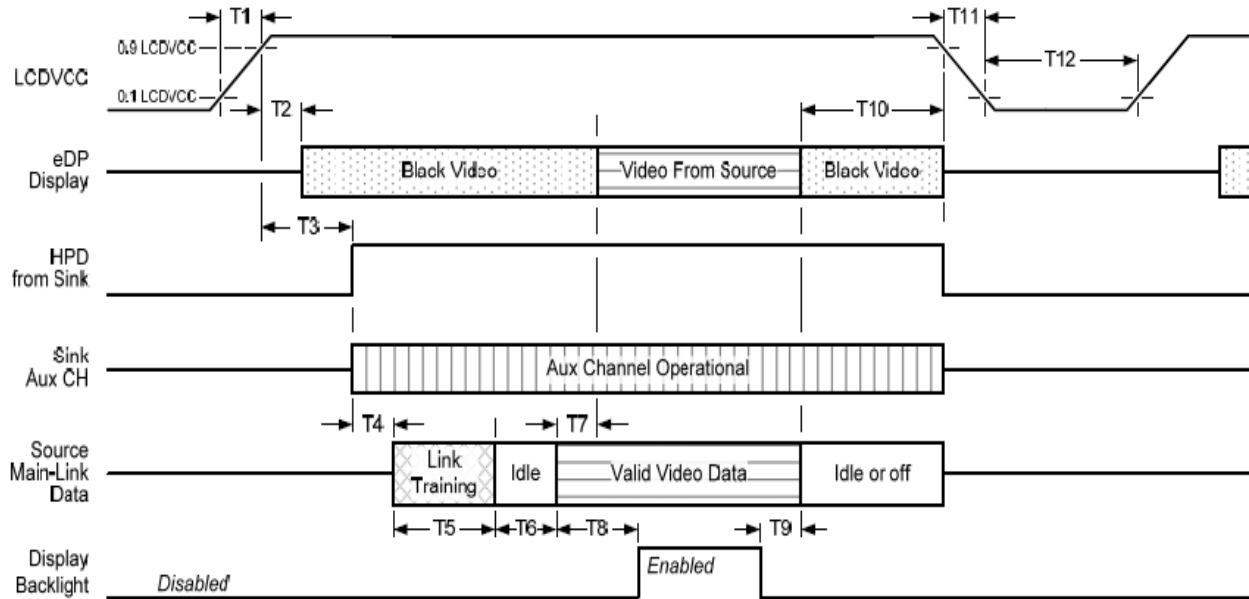 T1
T11
0.9 LCDVCC
LCDVCC
T12
0.1 LCDVCC
T2
T10
eDP
Display
Black Video
Video From Source
Black Video
T3
HPD
from Sink
Sink
Aux CH
Aux Channel Operational
T4
T7
Source
Main-Link
Data
Link
Training
Idle
Valid Video Data
Idle or off
T5
T6
T8
T9
Display
Backlight
Disabled
Enabled